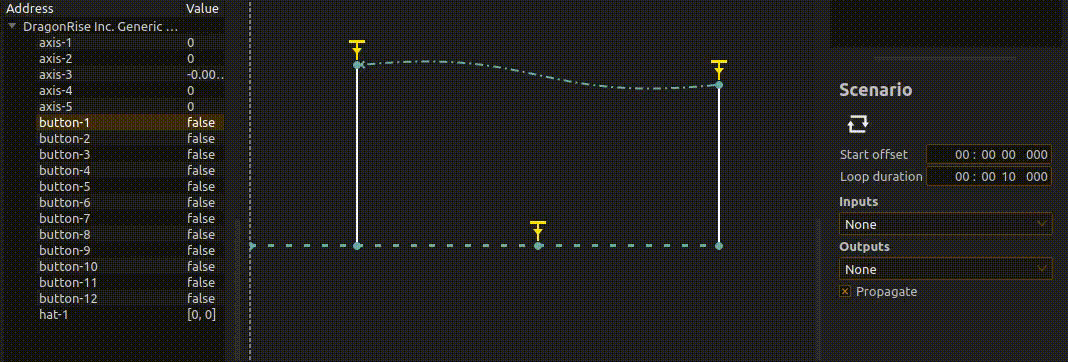 Address Value
DragonRise Inc. Generic ...
axis-1 0
axis-2 0
axis-3 -0.00..
axis-4 0
axis-5 0
button-1 false
button-2 false
button-3 false
button-4 false
button-5 false
button-6 false
button-7 false
button-8 false
button-9 false
button-10 false
button-11 false
button-12 false
hat-1 [0, 0]
Scenario
Start offset 00 : 00 00 000
Loop duration 00 : 00 10 000
Inputs
None
Outputs
None
Propagate